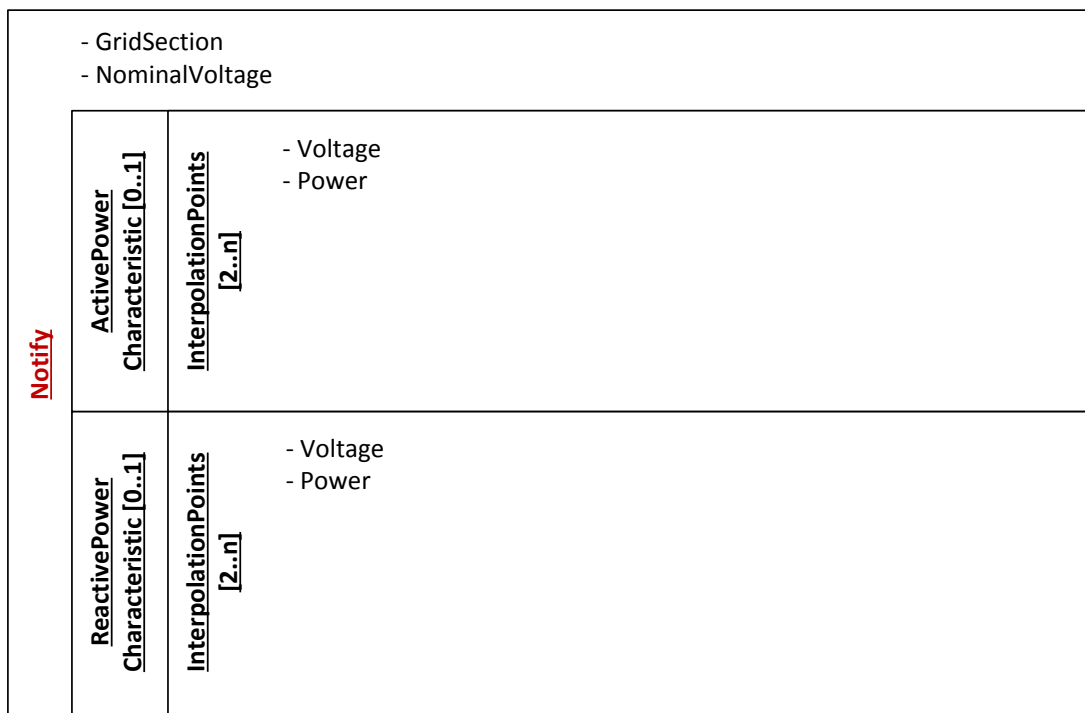 - GridSection
- NominalVoltage
Notify
ActivePower
Characteristic [0..1]
InterpolationPoints
[2..n]
- Voltage
- Power
ReactivePower
Characteristic [0..1]
InterpolationPoints
[2..n]
- Voltage
- Power